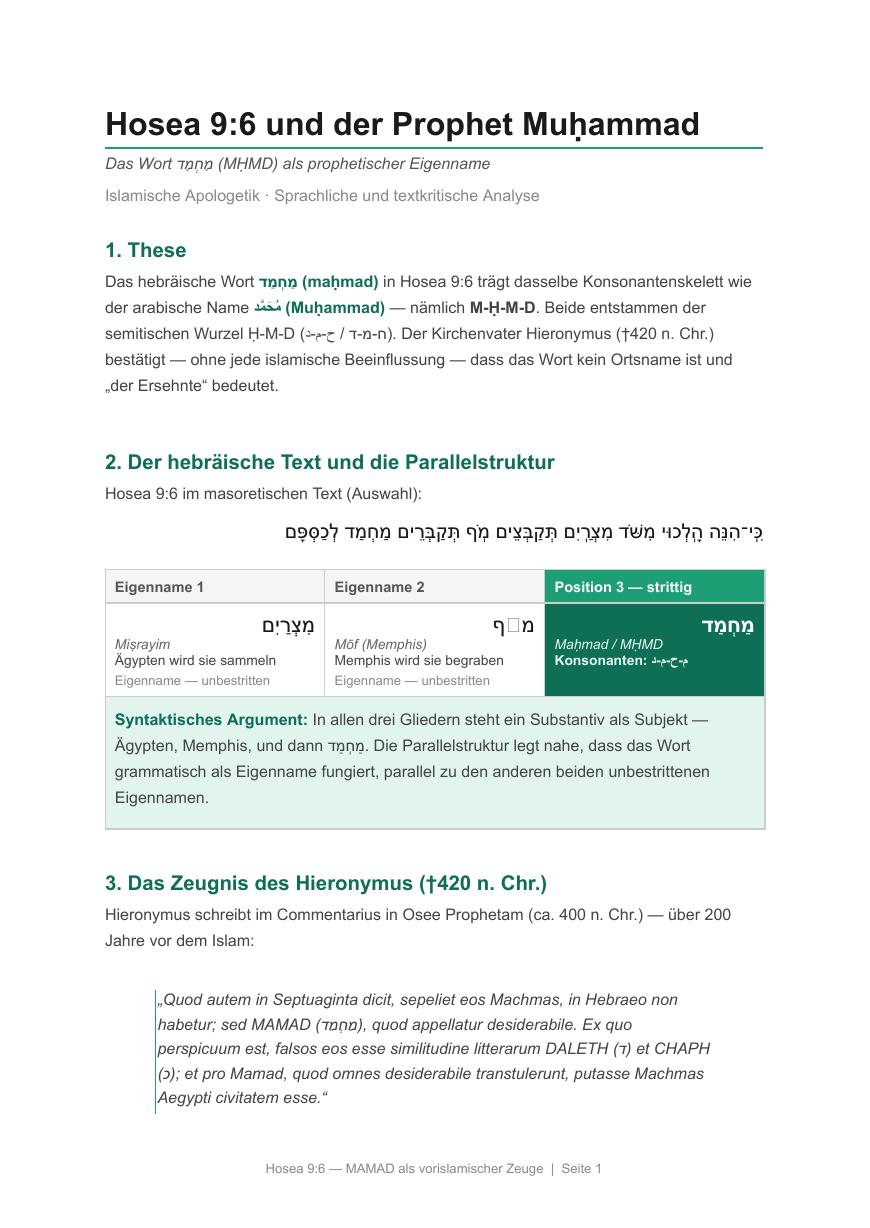 Hosea 9:6 und der Prophet Muḥammad
Das Wort מַחְמַד (MḤMD) als prophetischer Eigenname
Islamische Apologetik · Sprachliche und textkritische Analyse
1. These
Das hebräische Wort מַחְמַד (maḥmad) in Hosea 9:6 trägt dasselbe Konsonantenskelett wie
der arabische Name مُحَمَّد (Muḥammad) — nämlich M-Ḥ-M-D. Beide entstammen der
semitischen Wurzel Ḥ-M-D (ح-م-د / ח-מ-ד). Der Kirchenvater Hieronymus (†420 n. Chr.)
bestätigt — ohne jede islamische Beeinflussung — dass das Wort kein Ortsname ist und
„der Ersehnte“ bedeutet.
2. Der hebräische Text und die Parallelstruktur
Hosea 9:6 im masoretischen Text (Auswahl):
כִּי־הִנֵּה הָלְכוּ מִשֹּׁד מִצְרַיִם תְּקַבְּצֵים מֹף תְּקַבְּרֵים מַחְמַד לְכַסְפָּם
Eigenname 1
Eigenname 2
Position 3 — strittig
מִצְרַיִם
Miṣrayim
Ägypten wird sie sammeln
Eigenname — unbestritten
מף
Mōf (Memphis)
Memphis wird sie begraben
Eigenname — unbestritten
מַחְמַד
Maḥmad / MḤMD
Konsonanten: م-ح-م-د
Syntaktisches Argument: In allen drei Gliedern steht ein Substantiv als Subjekt —
Ägypten, Memphis, und dann מַחְמַד. Die Parallelstruktur legt nahe, dass das Wort
grammatisch als Eigenname fungiert, parallel zu den anderen beiden unbestrittenen
Eigennamen.
3. Das Zeugnis des Hieronymus (†420 n. Chr.)
Hieronymus schreibt im Commentarius in Osee Prophetam (ca. 400 n. Chr.) — über 200
Jahre vor dem Islam:
„Quod autem in Septuaginta dicit, sepeliet eos Machmas, in Hebraeo non
habetur; sed MAMAD (מחמד), quod appellatur desiderabile. Ex quo
perspicuum est, falsos eos esse similitudine litterarum DALETH (ד) et CHAPH
(כ); et pro Mamad, quod omnes desiderabile transtulerunt, putasse Machmas
Aegypti civitatem esse.“
Hosea 9:6 — MAMAD als vorislamischer Zeuge | Seite 1